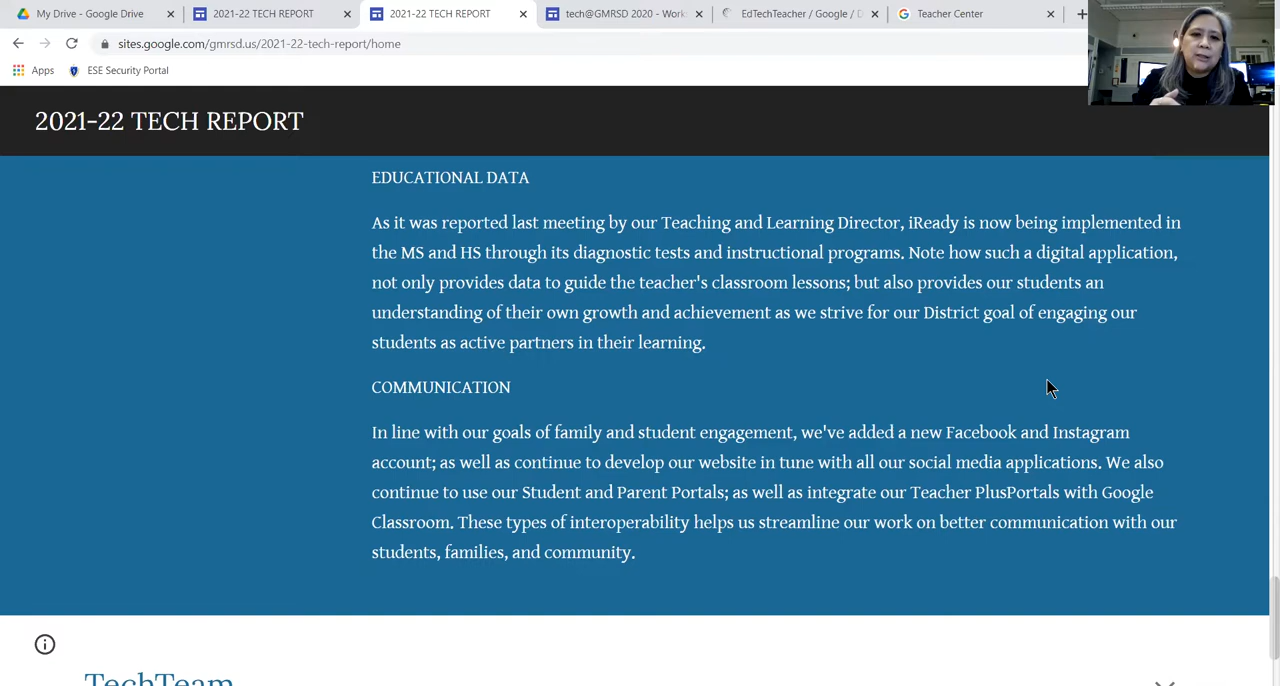 My Drive - Google Drive
2021-22 TECH REPORT
2021-22 TECH REPORT
tech@GMRSD 2020 - Work
EdTechTeacher / Google / D
Teacher Center
sites.google.com/gmrsd.us/2021-22-tech-report/home
Apps
ESE Security Portal
2021-22 TECH REPORT
EDUCATIONAL DATA
As it was reported last meeting by our Teaching and Learning Director, iReady is now being implemented in
the MS and HS through its diagnostic tests and instructional programs. Note how such a digital application,
not only provides data to guide the teacher's classroom lessons; but also provides our students an
understanding of their own growth and achievement as we strive for our District goal of engaging our
students as active partners in their learning.
COMMUNICATION
In line with our goals of family and student engagement, we've added a new Facebook and Instagram
account; as well as continue to develop our website in tune with all our social media applications. We also
continue to use our Student and Parent Portals; as well as integrate our Teacher PlusPortals with Google
Classroom. These types of interoperability helps us streamline our work on better communication with our
students, families, and community.
TechTeam